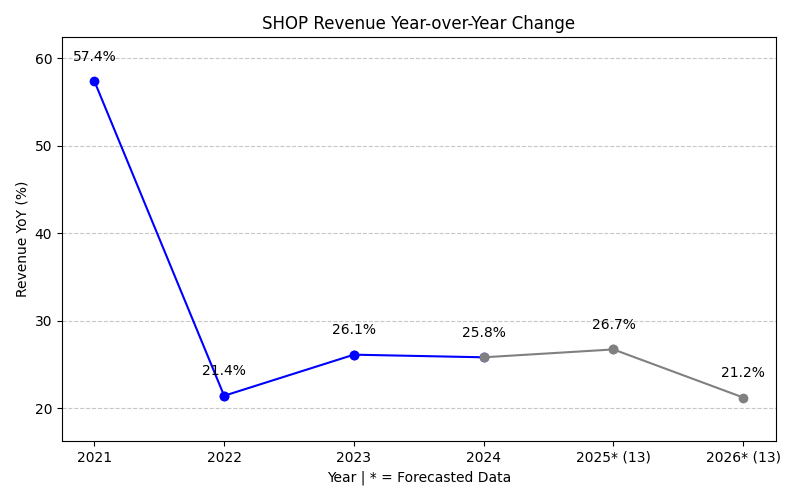 SHOP Revenue Year-over-Year Change
Revenue YoY (%)
60
50
40
30
20
57.4%
21.4%
26.1%
25.8%
26.7%
21.2%
2021 2022 2023 2024 2025* (13) 2026* (13)
Year | * = Forecasted Data